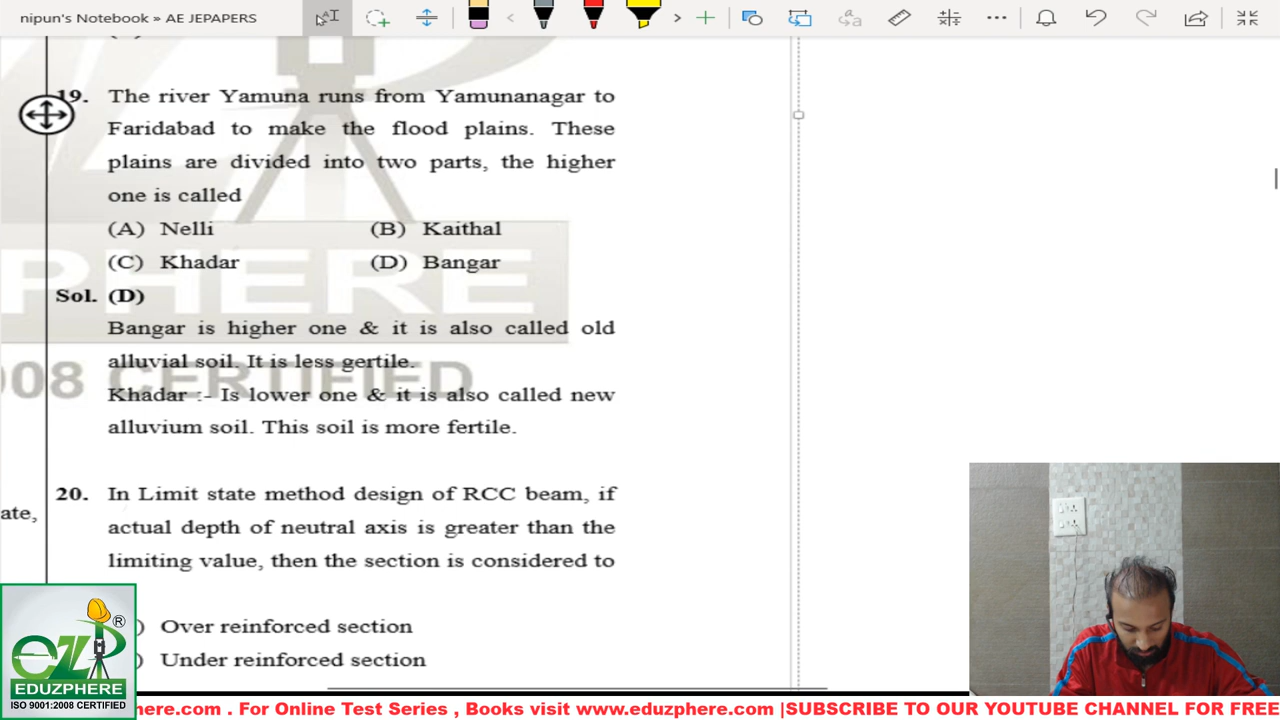 nipun's Notebook » AE JEPAPERS
19. The river Yamuna runs from Yamunanagar to
Faridabad to make the flood plains. These
plains are divided into two parts, the higher
one is called
(A) Nelli (B) Kaithal
(C) Khadar (D) Bangar
Sol. (D)
Bangar is higher one & it is also called old
alluvial soil. It is less gertile.
Khadar :- Is lower one & it is also called new
alluvium soil. This soil is more fertile.
20. In Limit state method design of RCC beam, if
actual depth of neutral axis is greater than the
limiting value, then the section is considered to
ate,
) Over reinforced section
) Under reinforced section
PHERE
008 CERTIFIED
®
eZP
EDUZPHERE
ISO 9001:2008 CERTIFIED
here.com . For Online Test Series , Books visit www.eduzphere.com |SUBSCRIBE TO OUR YOUTUBE CHANNEL FOR FREE